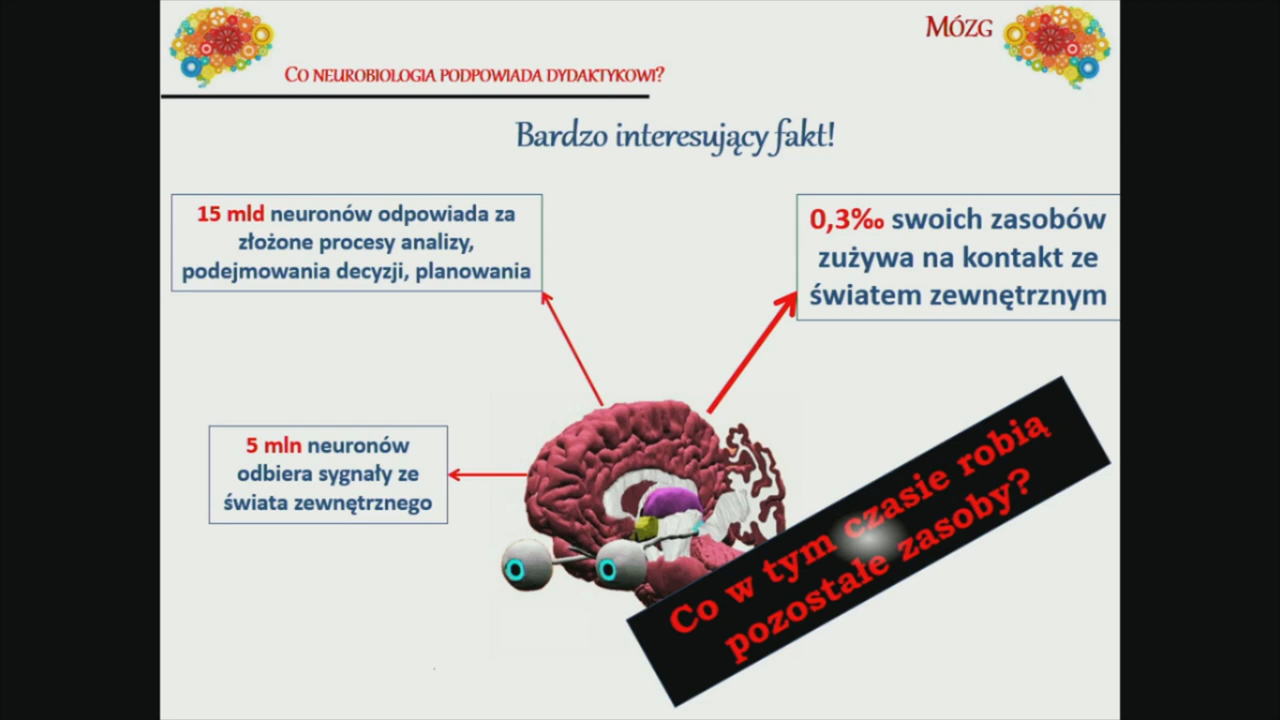 Mózg
Co neurobiologia podpowiada dydaktykowi?
Bardzo interesujący fakt!
15 mld neuronów odpowiada za
złożone procesy analizy,
podejmowania decyzji, planowania
0,3‰ swoich zasobów
zużywa na kontakt ze
światem zewnętrznym
5 mln neuronów
odbiera sygnały ze
świata zewnętrznego
Co w tym czasie robią
pozostałe zasoby?